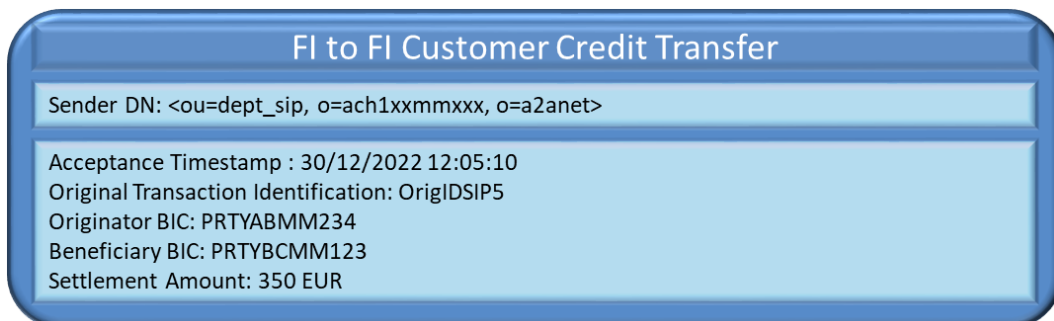 FI to FI Customer Credit Transfer
Sender DN: <ou=dept_sip, o=ach1xxmmxxx, o=a2anet>
Acceptance Timestamp : 30/12/2022 12:05:10
Original Transaction Identification: OrigIDSIP5
Originator BIC: PRTYABMM234
Beneficiary BIC: PRTYBCMM123
Settlement Amount: 350 EUR